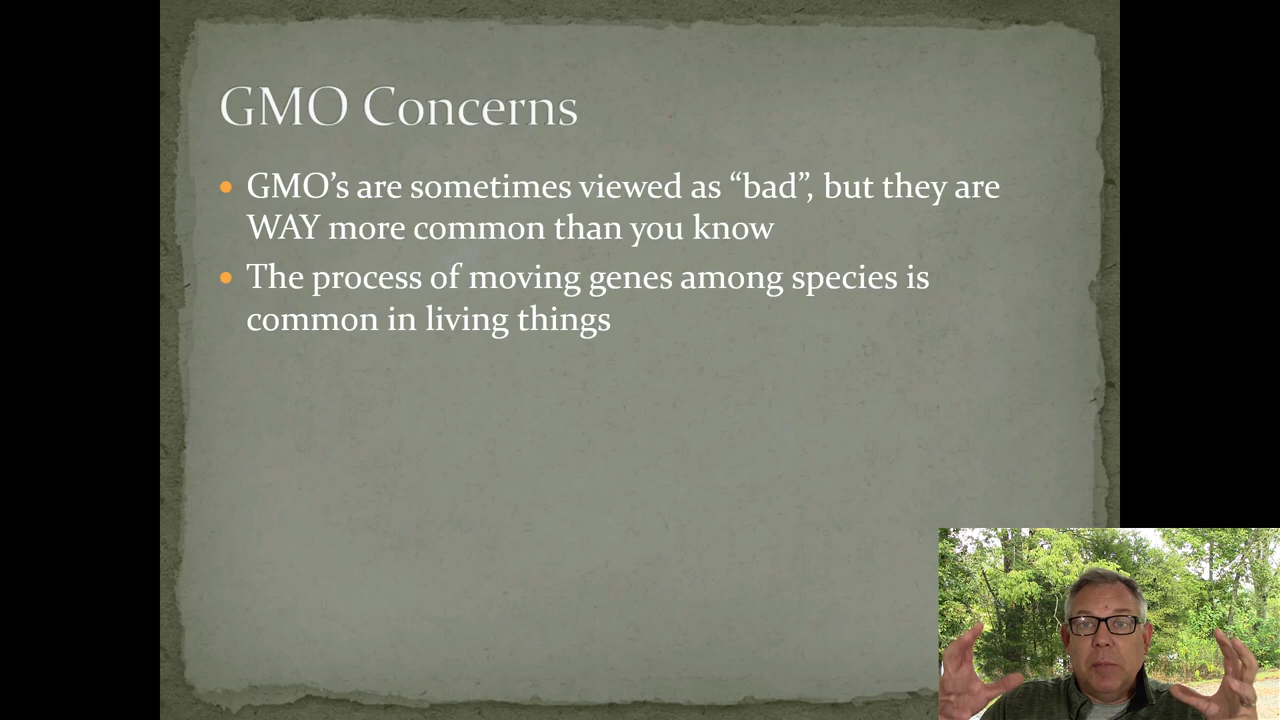 GMO Concerns
• GMO's are sometimes viewed as “bad”, but they are
WAY more common than you know
• The process of moving genes among species is
common in living things